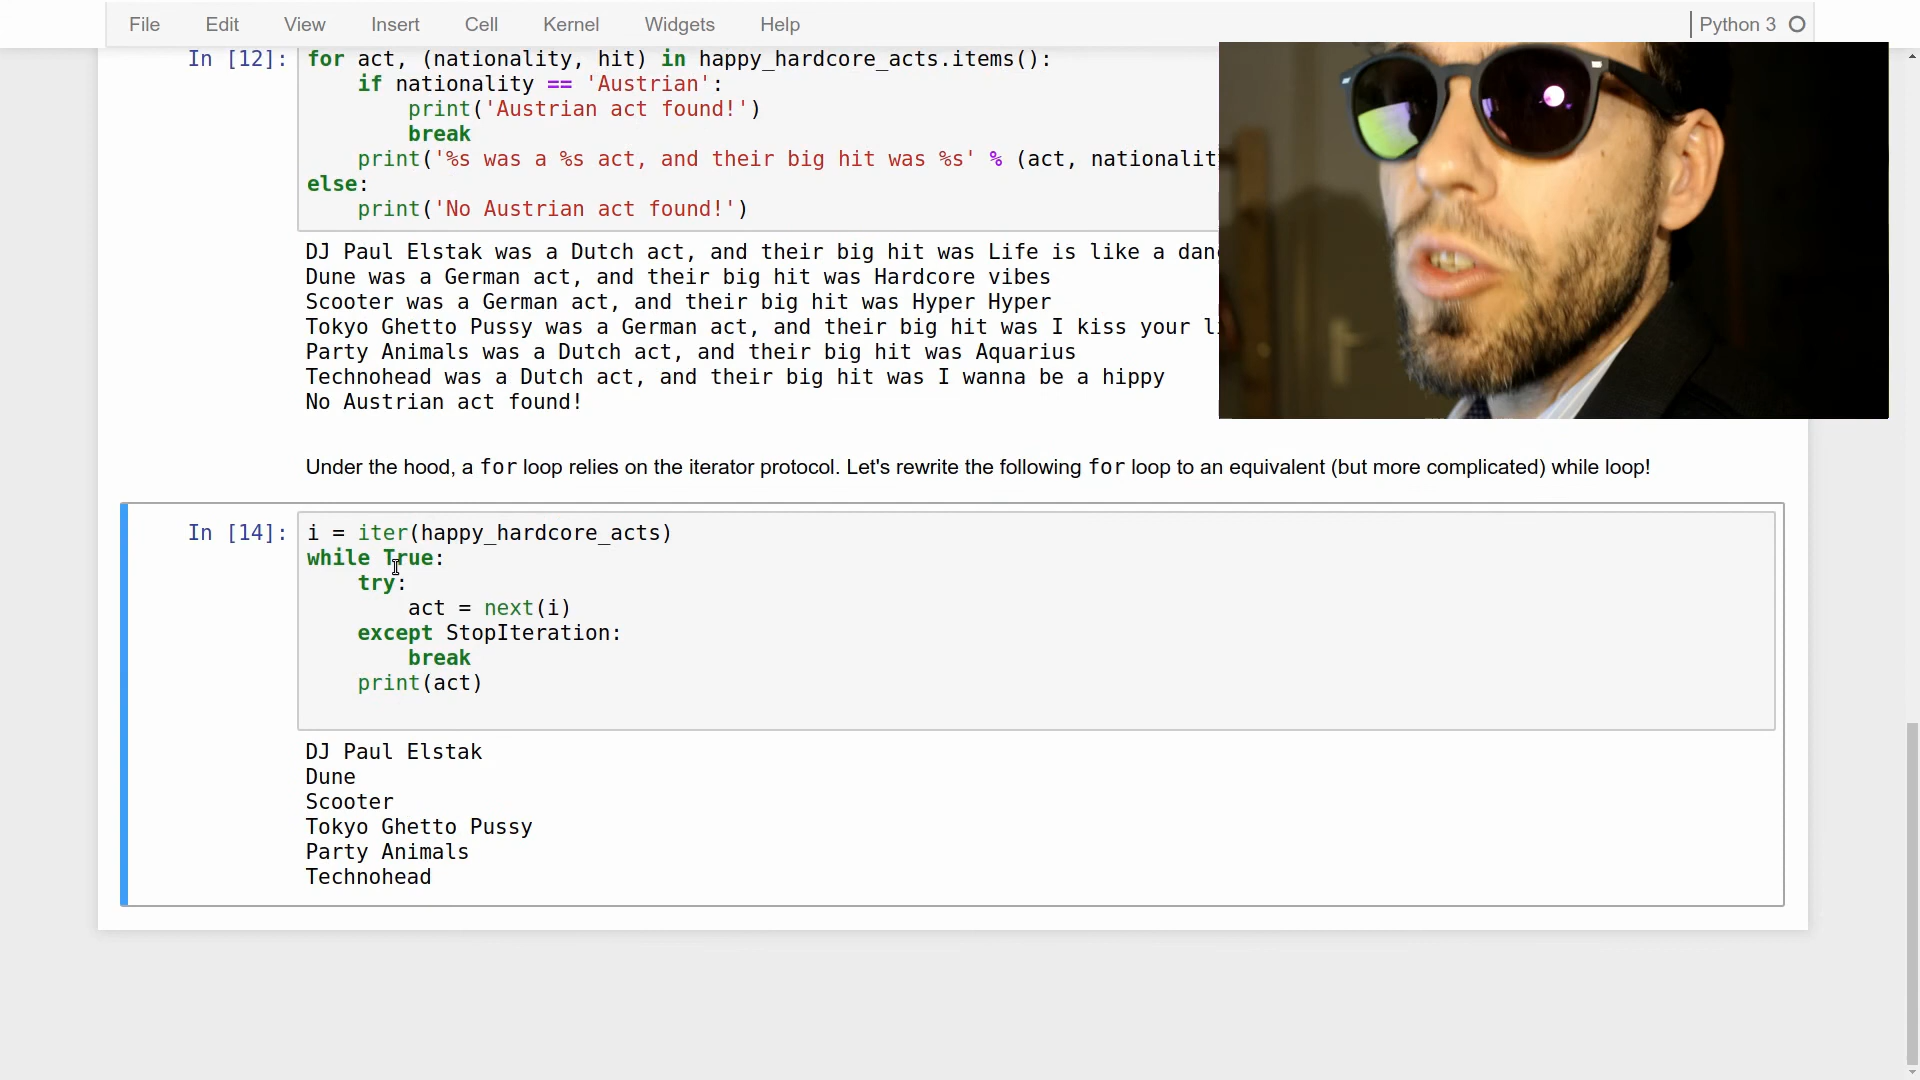 File Edit View Insert Cell Kernel Widgets Help Python 3
In [12]: for act, (nationality, hit) in happy_hardcore_acts.items():
if nationality == 'Austrian':
print('Austrian act found!')
break
print('%s was a %s act, and their big hit was %s' % (act, nationalit
else:
print('No Austrian act found!')
DJ Paul Elstak was a Dutch act, and their big hit was Life is like a dan
Dune was a German act, and their big hit was Hardcore vibes
Scooter was a German act, and their big hit was Hyper Hyper
Tokyo Ghetto Pussy was a German act, and their big hit was I kiss your li
Party Animals was a Dutch act, and their big hit was Aquarius
Technohead was a Dutch act, and their big hit was I wanna be a hippy
No Austrian act found!
Under the hood, a for loop relies on the iterator protocol. Let's rewrite the following for loop to an equivalent (but more complicated) while loop!
In [14]: i = iter(happy_hardcore_acts)
while True:
try:
act = next(i)
except StopIteration:
break
print(act)
DJ Paul Elstak
Dune
Scooter
Tokyo Ghetto Pussy
Party Animals
Technohead